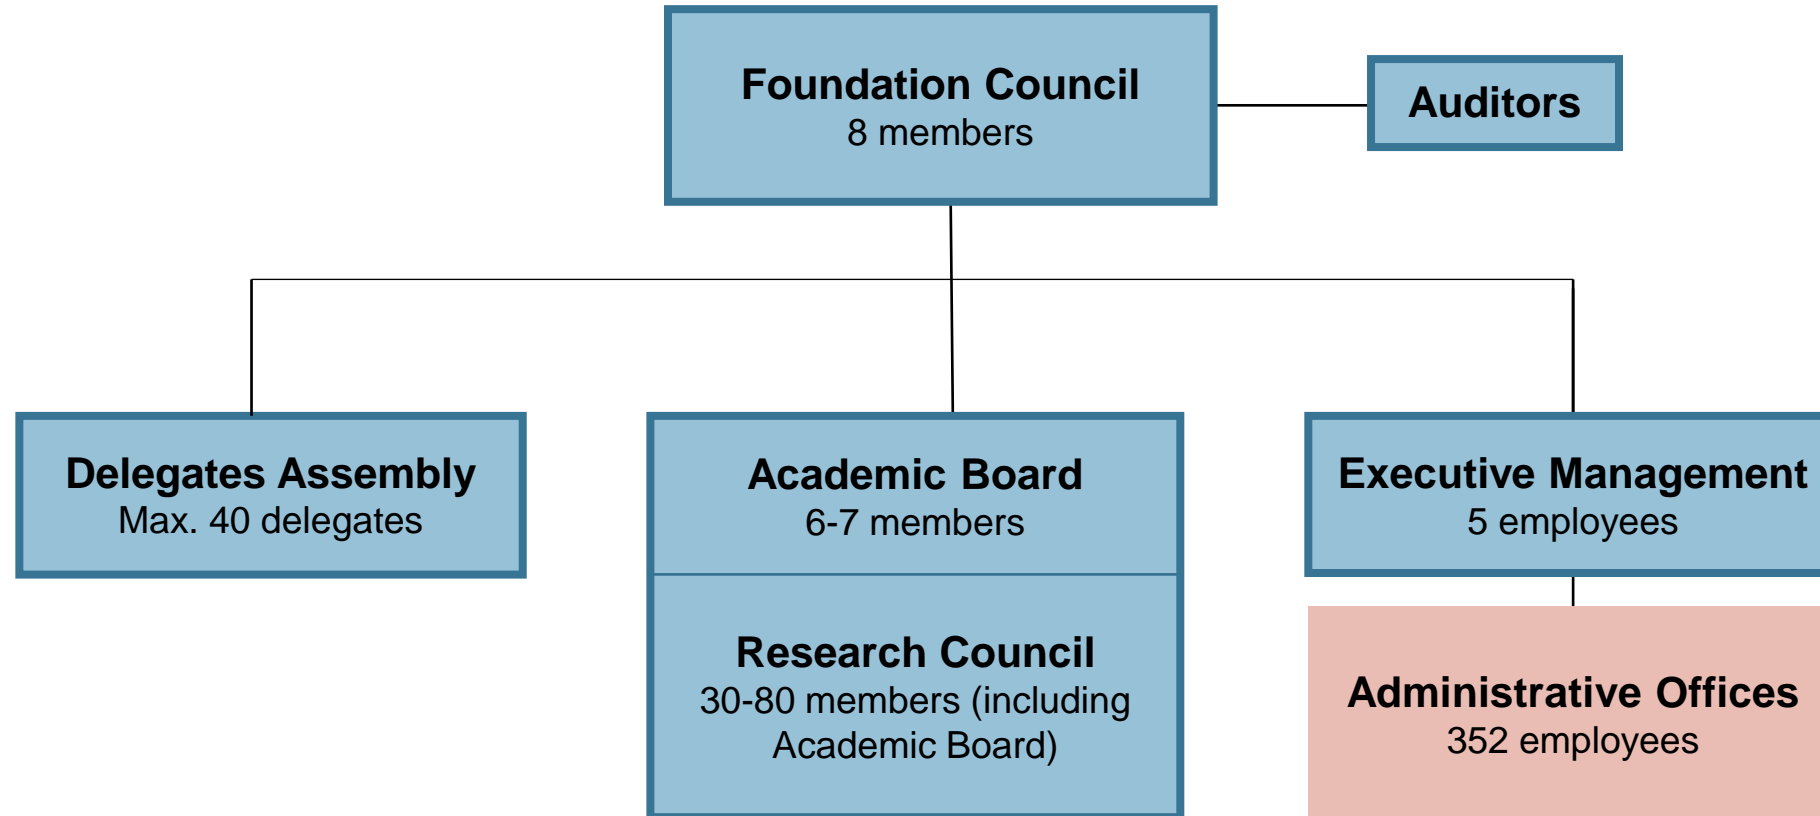 Foundation Council
8 members
Auditors
Delegates Assembly
Max. 40 delegates
Academic Board
6-7 members
Research Council
30-80 members (including
Academic Board)
Executive Management
5 employees
Administrative Offices
352 employees